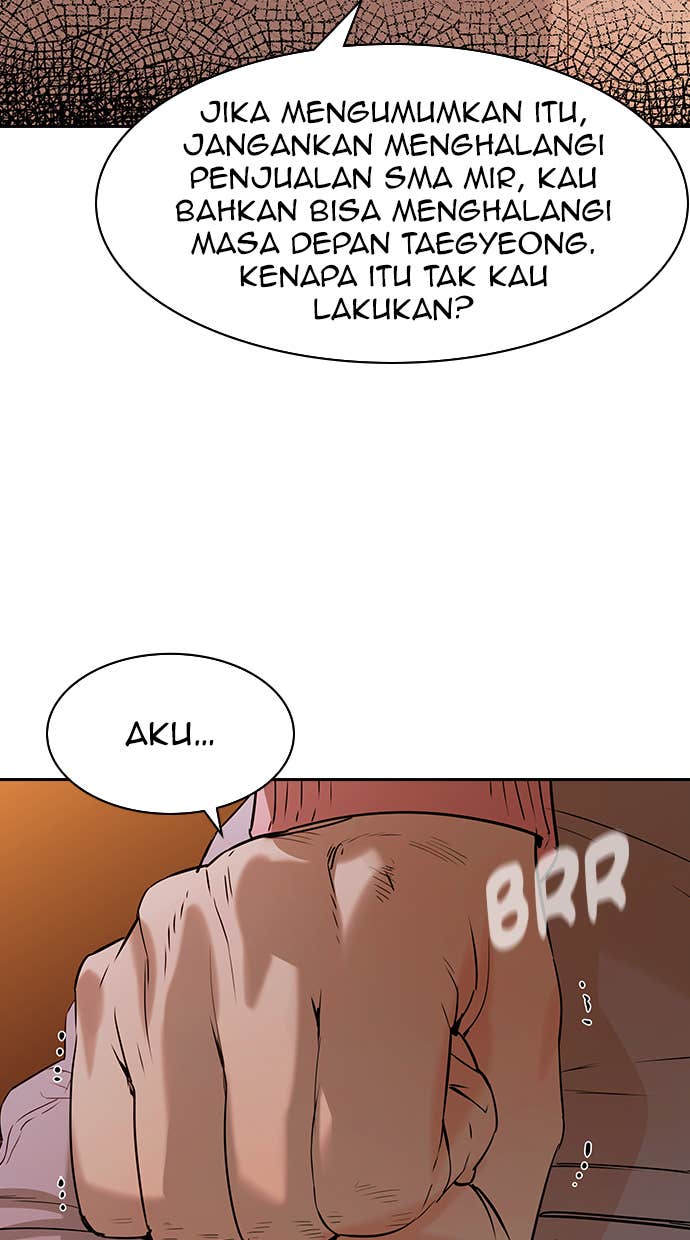 JIKA MENGUMUMKAN ITU,
JANGANKAN MENGHALANGI
PENJUALAN SMA MIR, KAU
BAHKAN BISA MENGHALANGI
MASA DEPAN TAEGYEONG.
KENAPA ITU TAK KAU
LAKUKAN?
AKU...
BRR